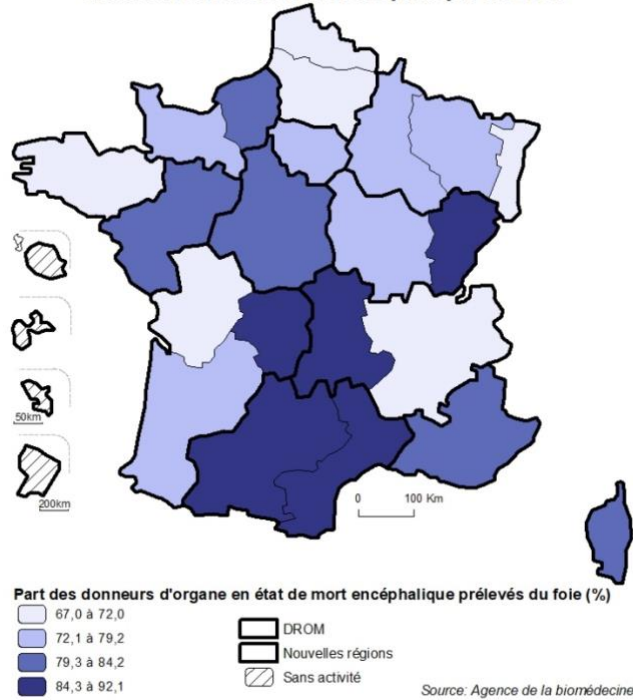 50km
200km
0 100 Km
Part des donneurs d'organe en état de mort encéphalique prélevés du foie (%)
67,0 à 72,0
72,1 à 79,2
79,3 à 84,2
84,3 à 92,1
DROM
Nouvelles régions
Sans activité
Source: Agence de la biomédecine